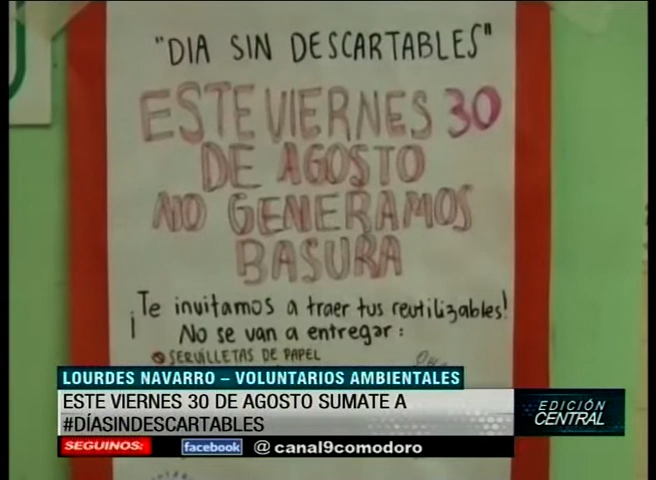 "DIA SIN DESCARTABLES"
ESTE VIERNES 30
DE AGOSTO
NO GENERAMOS
BASURA
¡Te invitamos a traer tus reutilizables!
No se van a entregar:
SERVILLETAS DE PAPEL
LOURDES NAVARRO – VOLUNTARIOS AMBIENTALES
ESTE VIERNES 30 DE AGOSTO SUMATE A
#DÍASINDESCARTABLES
EDICIÓN
CENTRAL
SEGUINOS: facebook @canal9comodoro